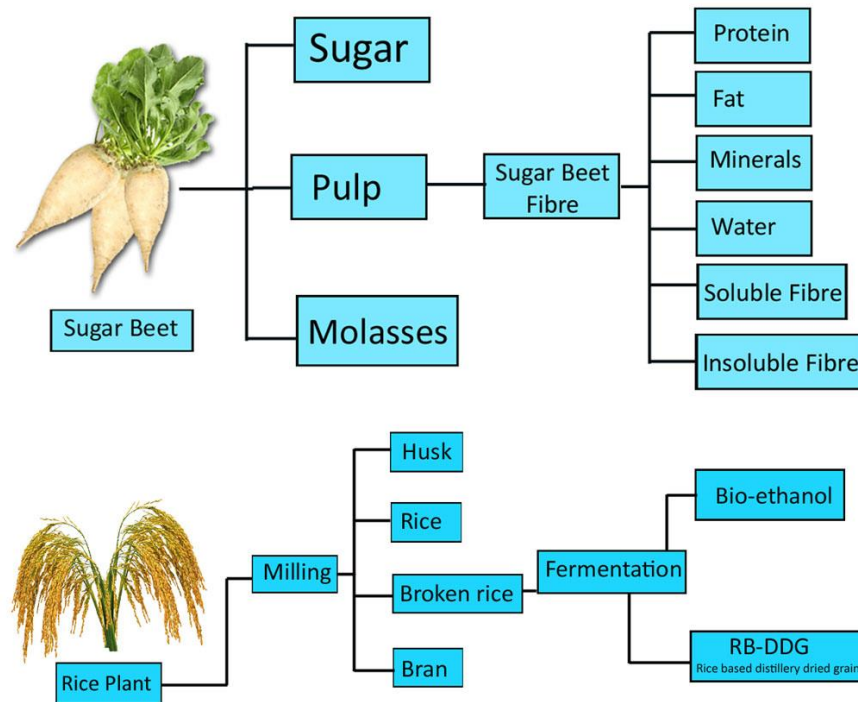 Sugar
Pulp
Molasses
Sugar Beet
Sugar Beet
Fibre
Protein
Fat
Minerals
Water
Soluble Fibre
Insoluble Fibre
Rice Plant
Milling
Husk
Rice
Broken rice
Bran
Fermentation
Bio-ethanol
RB-DDG
Rice based distillery dried grain